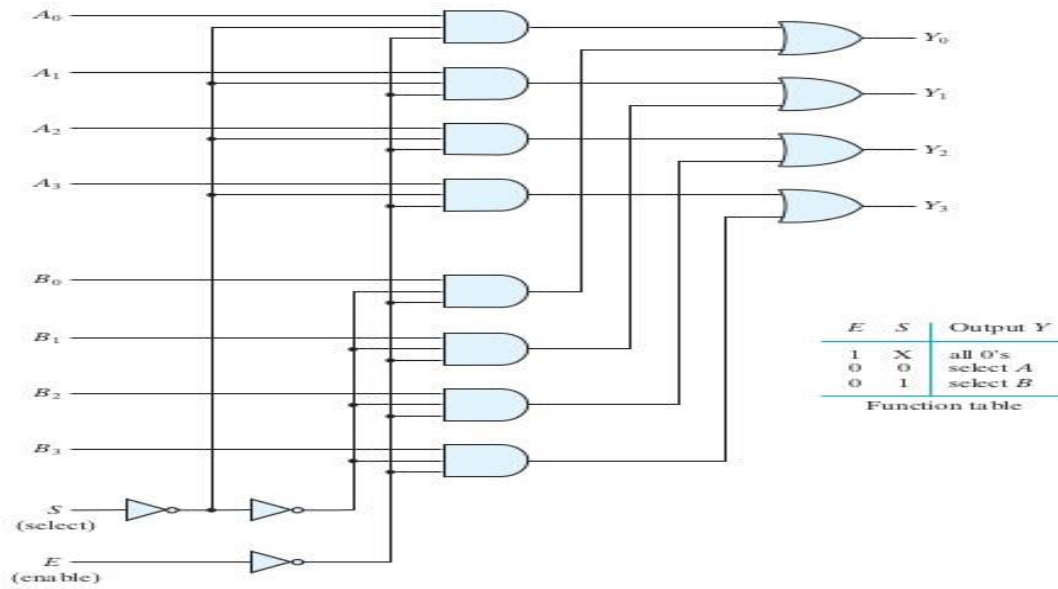 A₀
Y₀
A₁
Y₁
A₂
Y₂
A₃
Y₃
B₀
B₁
B₂
B₃
E S Output Y
1 X all 0's
0 0 select A
0 1 select B
Function table
S
(select)
E
(enable)